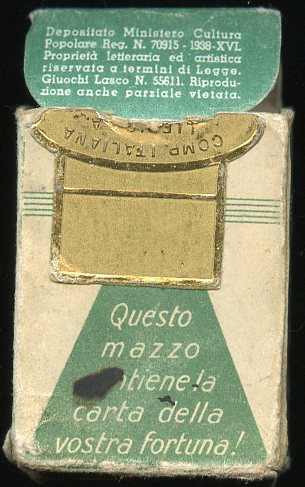 Depositato Ministero Cultura
Popolare Reg. N. 70915 - 1938-XVI.
Proprietà letteraria ed artistica
riservata a termini di Legge.
Giuochi Lasco N. 55611. Riprodu-
zione anche parziale vietata.
COMP. ITALIANA
Questo
mazzo
ntiene la
carta della
vostra fortuna!